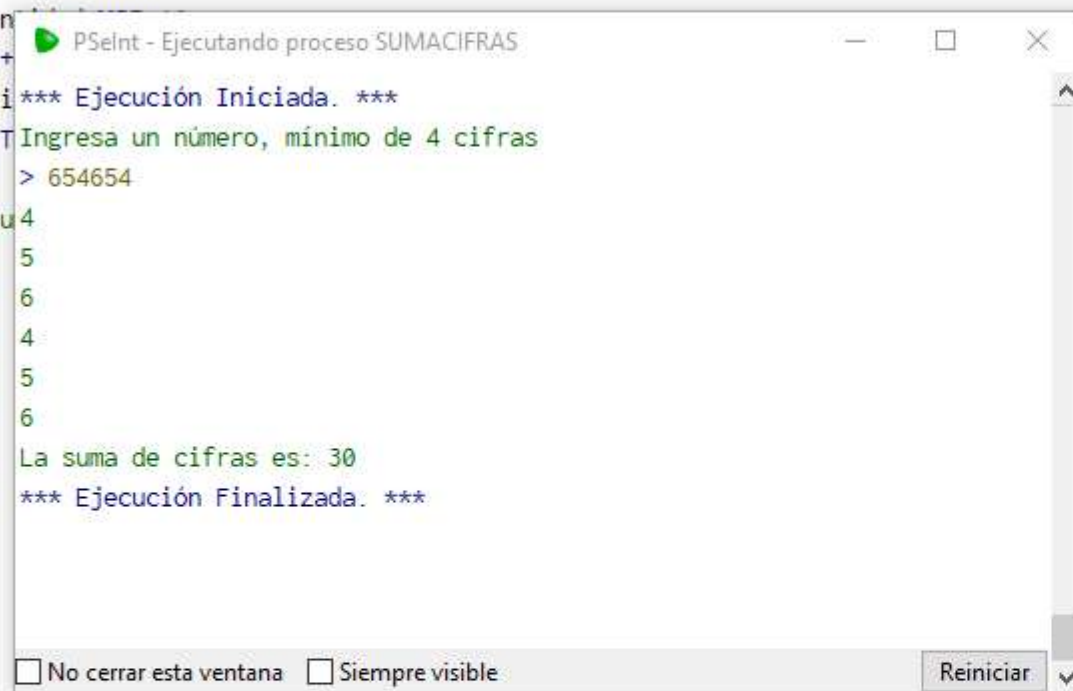 PSeInt - Ejecutando proceso SUMACIFRAS
*** Ejecución Iniciada. ***
Ingresa un número, mínimo de 4 cifras
> 654654
4
5
6
4
5
6
La suma de cifras es: 30
*** Ejecución Finalizada. ***
No cerrar esta ventana Siempre visible Reiniciar